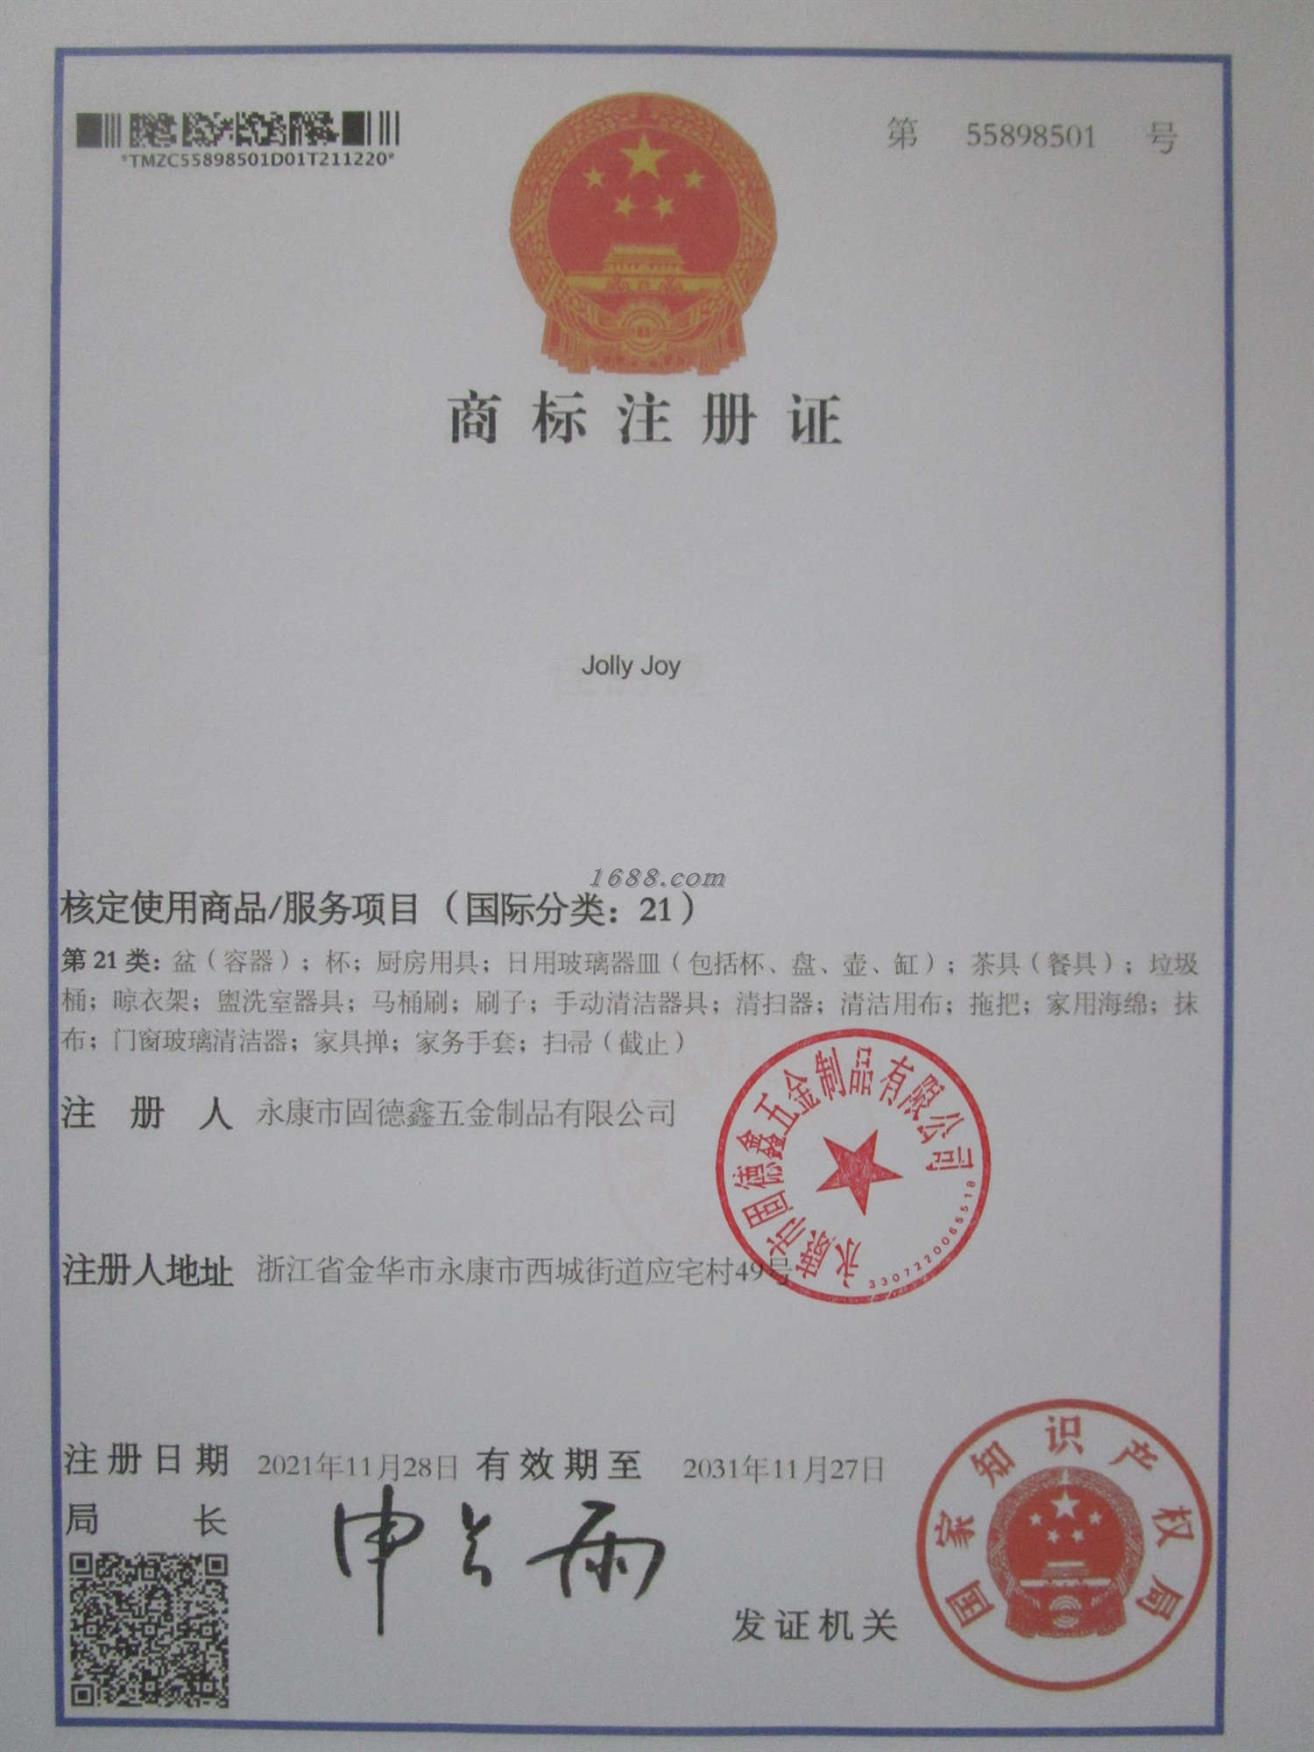 *TMZC55898501D01T211220*
第 55898501 号
商标注册证
Jolly Joy
1688.com
核定使用商品/服务项目（国际分类：21）
第21类：盆（容器）；杯；厨房用具；日用玻璃器皿（包括杯、盘、壶、缸）；茶具（餐具）；垃圾
桶；晾衣架；盥洗室器具；马桶刷；刷子；手动清洁器具；清扫器；清洁用布；拖把；家用海绵；抹
布；门窗玻璃清洁器；家具掸；家务手套；扫帚（截止）
注册人 永康市固德鑫五金制品有限公司
永康市固德鑫五金制品有限公司
3307220065518
注册人地址 浙江省金华市永康市西城街道应宅村49号
注册日期 2021年11月28日 有效期至 2031年11月27日
局长 申长雨
发证机关
国家知识产权局